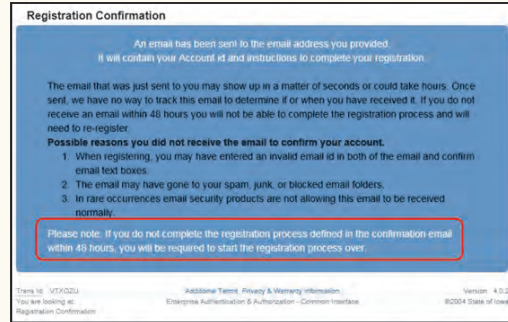 Registration Confirmation
An email has been sent to the email address you provided.
It will contain your Account id and instructions to complete your registration.
The email that was just sent to you may show up in a matter of seconds or could take hours. Once
sent, we have no way to track this email to determine if or when you have received it. If you do not
receive an email within 48 hours you will not be able to complete the registration process and will
need to re-register.
Possible reasons you did not receive the email to confirm your account.
1. When registering, you may have entered an invalid email id in both of the email and confirm
email text boxes.
2. The email may have gone to your spam, junk, or blocked email folders.
3. In rare occurrences email security products are not allowing this email to be received
normally.
Please note: If you do not complete the registration process defined in the confirmation email
within 48 hours, you will be required to start the registration process over.
Trans Id: VTXOZU Additional Terms, Privacy & Warranty Information Version: 4.0.2
You are looking at: Enterprise Authentication & Authorization - Common Interface ©2004 State of Iowa
Registration Confirmation